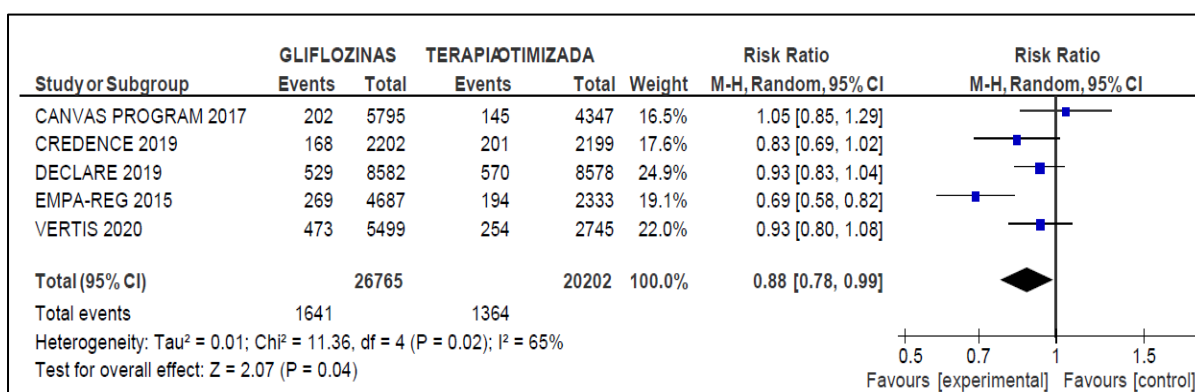 GLIFLOZINAS TERAPIA OTIMIZADA Risk Ratio Risk Ratio
Study or Subgroup Events Total Events Total Weight M-H, Random, 95% CI M-H, Random, 95% CI
CANVAS PROGRAM 2017 202 5795 145 4347 16.5% 1.05 [0.85, 1.29]
CREDENCE 2019 168 2202 201 2199 17.6% 0.83 [0.69, 1.02]
DECLARE 2019 529 8582 570 8578 24.9% 0.93 [0.83, 1.04]
EMPA-REG 2015 269 4687 194 2333 19.1% 0.69 [0.58, 0.82]
VERTIS 2020 473 5499 254 2745 22.0% 0.93 [0.80, 1.08]
Total (95% CI) 26765 20202 100.0% 0.88 [0.78, 0.99]
Total events 1641 1364
Heterogeneity: Tau² = 0.01; Chi² = 11.36, df = 4 (P = 0.02); I² = 65%
Test for overall effect: Z = 2.07 (P = 0.04)
0.5 0.7 1 1.5
Favours [experimental] Favours [control]